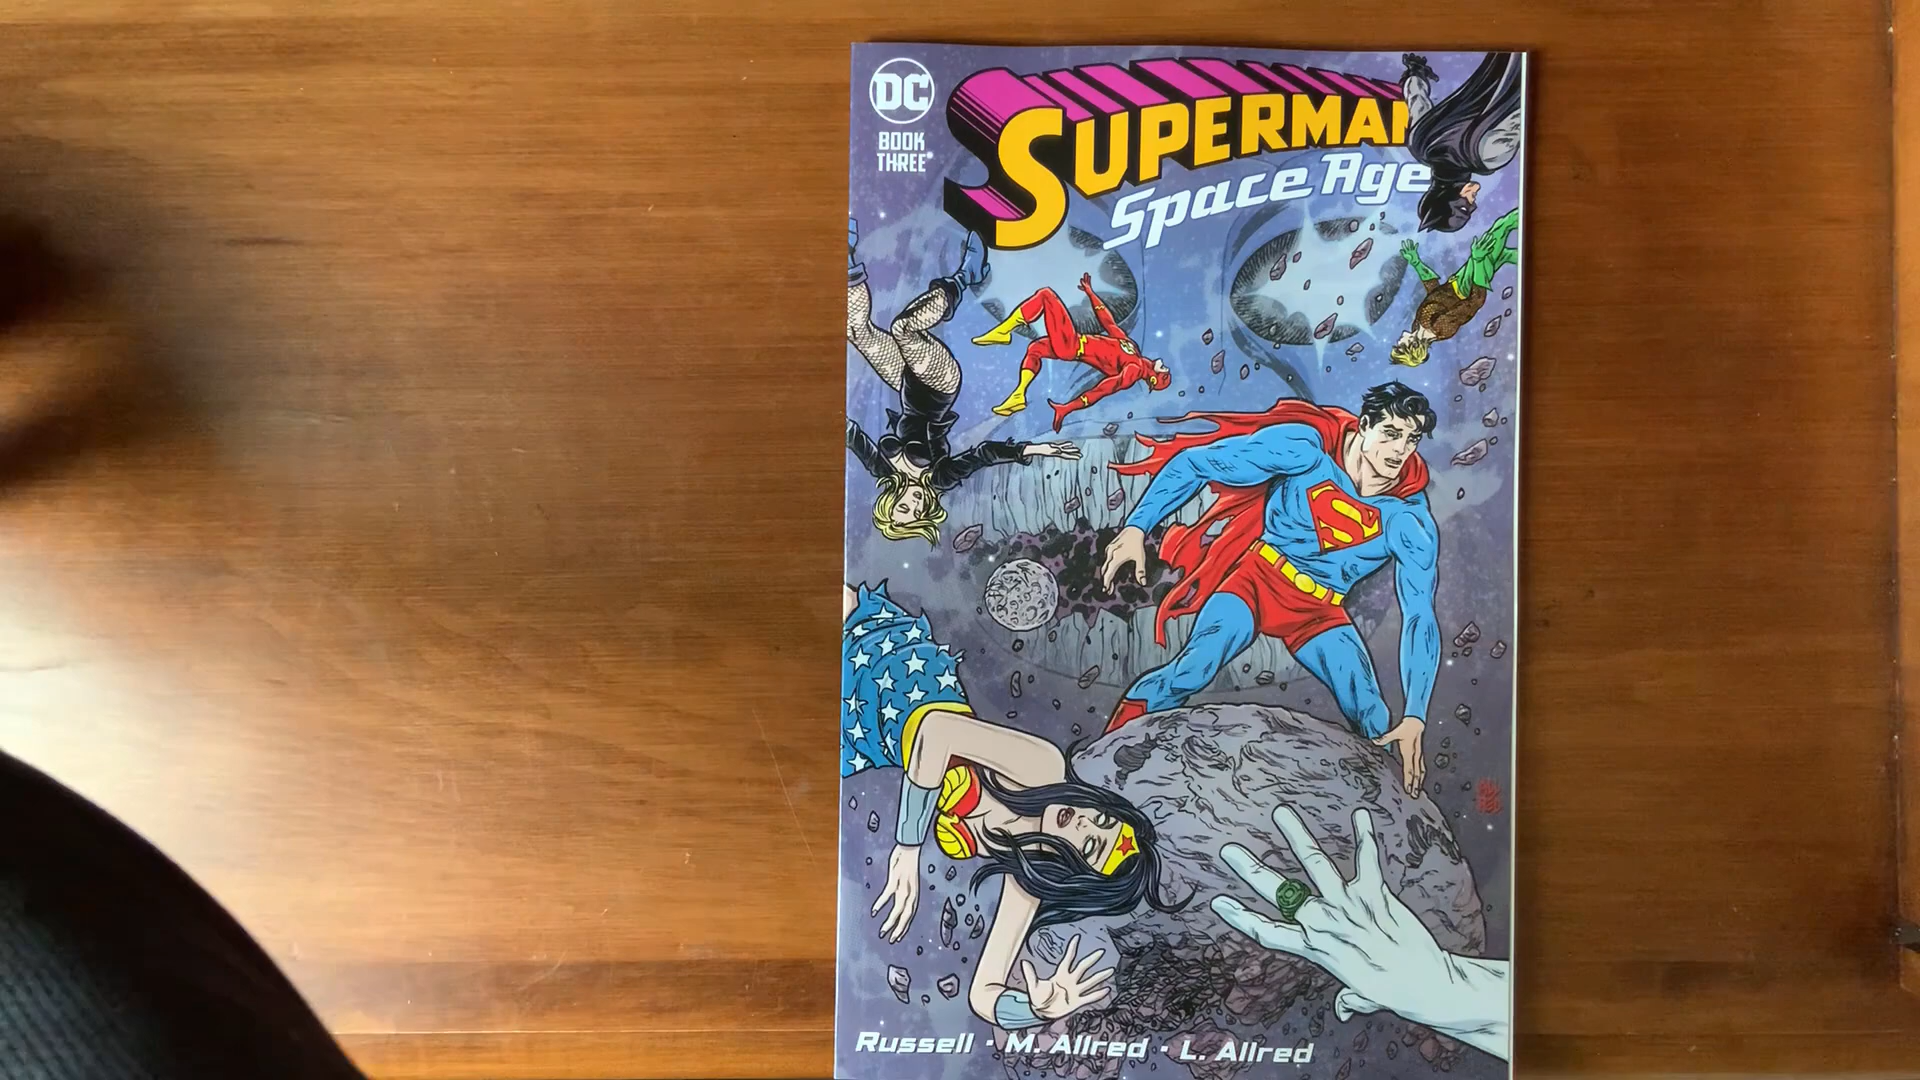 DC
BOOK
THREE
SUPERMAN
Space Age
S
Russell · M. Allred · L. Allred